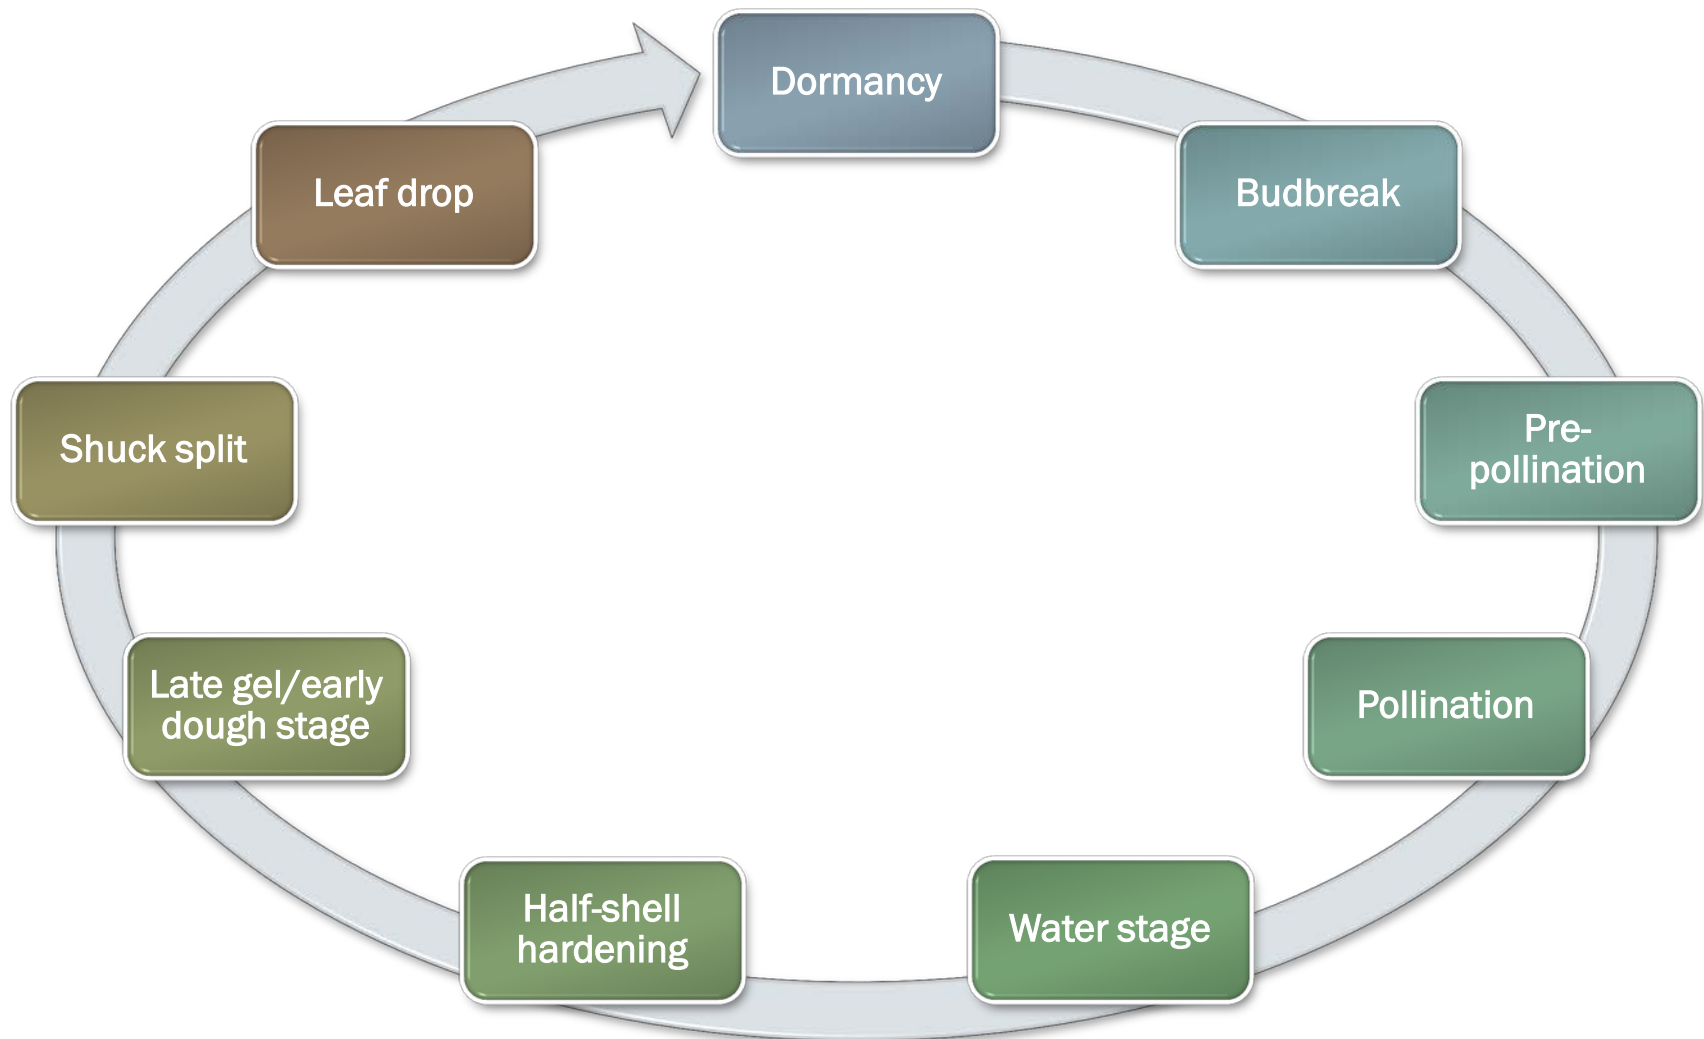 Dormancy
Budbreak
Pre-
pollination
Pollination
Water stage
Half-shell
hardening
Late gel/early
dough stage
Shuck split
Leaf drop